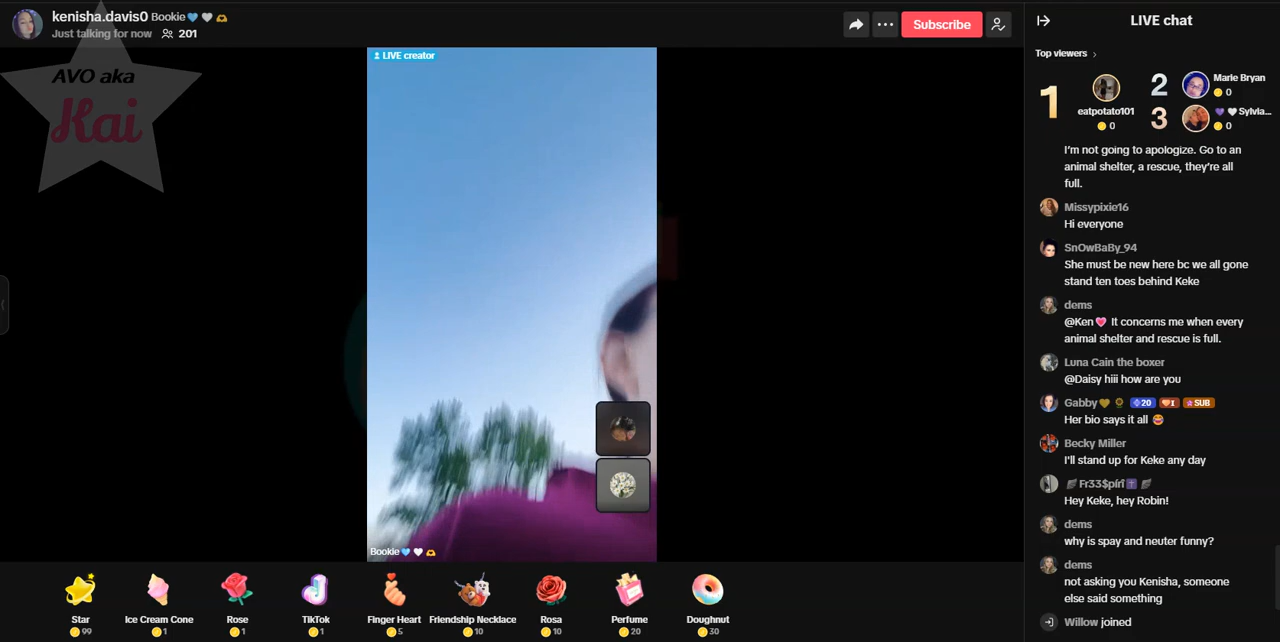 kenisha.davis0 Bookie💙🤍🫶
Just talking for now 201
AVO aka
Kai
Subscribe
LIVE chat
LIVE creator
Bookie💙🤍🫶
Top viewers
1
eatpotato101
0
2
Marie Bryan
0
3
💜🤍Sylvia...
0
I'm not going to apologize. Go to an
animal shelter, a rescue, they're all
full.
Missypixie16
Hi everyone
SnOwBaBy_94
She must be new here bc we all gone
stand ten toes behind Keke
dems
@Ken💗 It concerns me when every
animal shelter and rescue is full.
Luna Cain the boxer
@Daisy hiii how are you
Gabby🤎🌻 20 I SUB
Her bio says it all 😂
Becky Miller
I'll stand up for Keke any day
🪶Fr33$pírit✝️🪶
Hey Keke, hey Robin!
dems
why is spay and neuter funny?
dems
not asking you Kenisha, someone
else said something
Willow joined
Star
99
Ice Cream Cone
1
Rose
1
TikTok
1
Finger Heart
5
Friendship Necklace
10
Rosa
10
Perfume
20
Doughnut
30